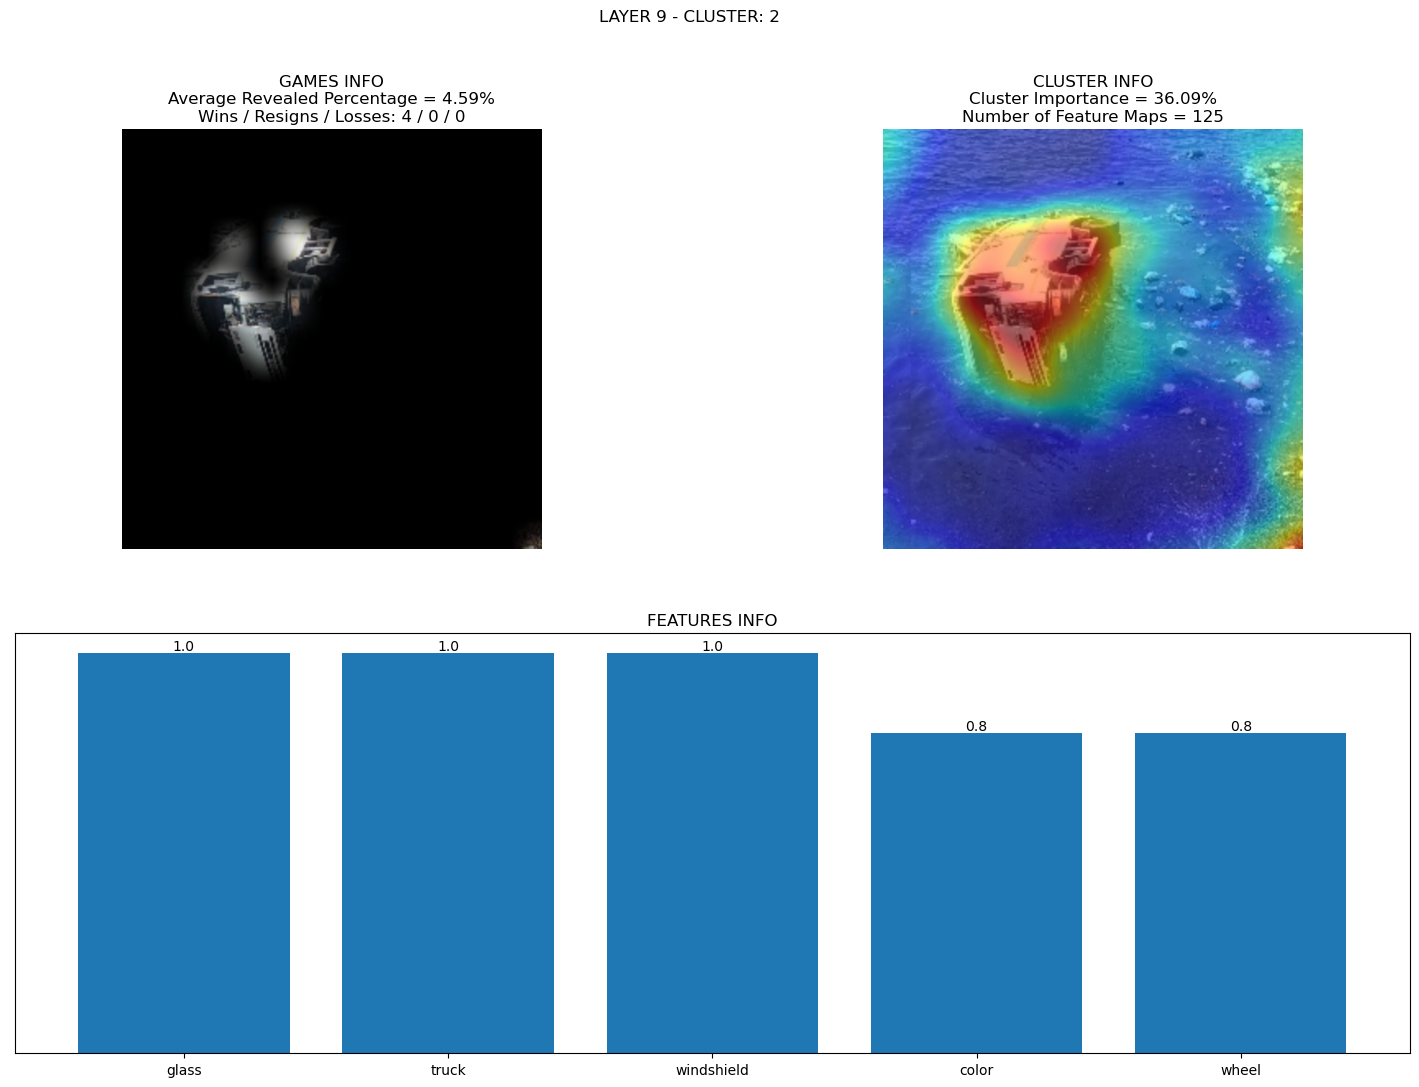 LAYER 9 - CLUSTER: 2
GAMES INFO
Average Revealed Percentage = 4.59%
Wins / Resigns / Losses: 4 / 0 / 0
CLUSTER INFO
Cluster Importance = 36.09%
Number of Feature Maps = 125
FEATURES INFO
1.0
1.0
1.0
0.8
0.8
glass
truck
windshield
color
wheel